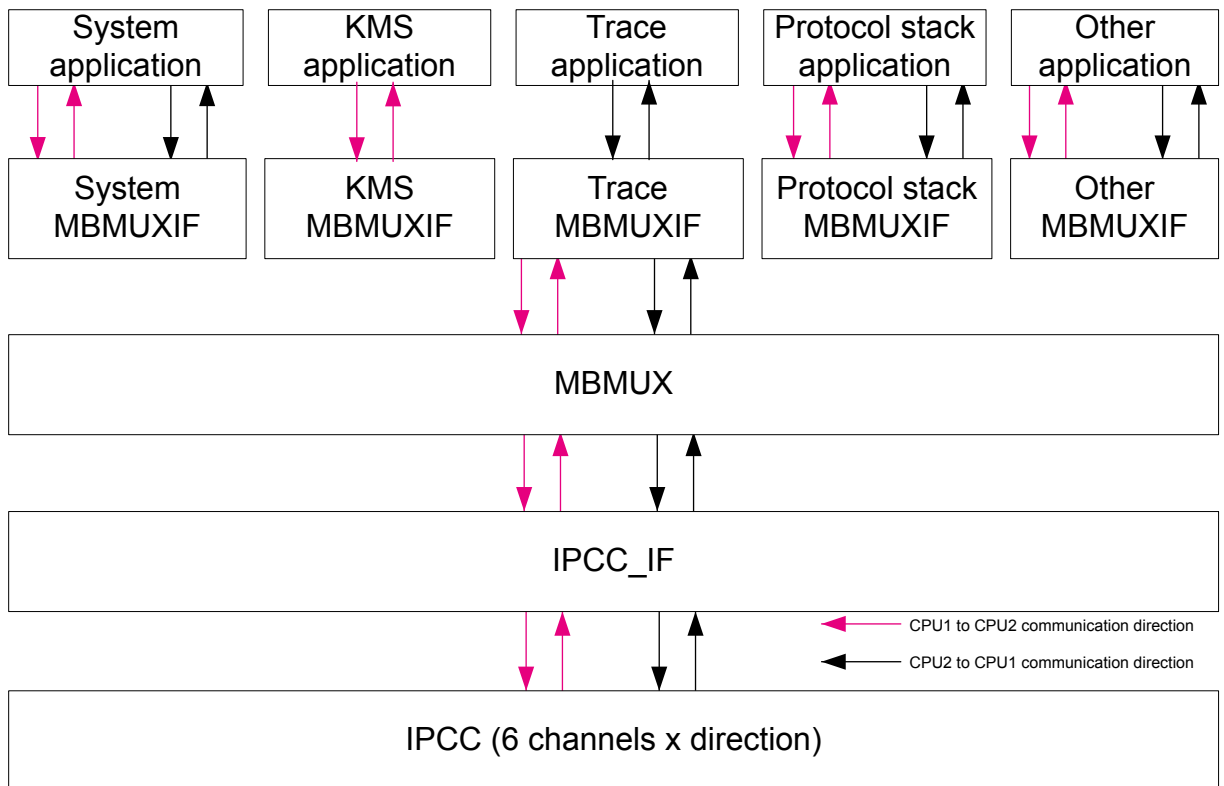 System
application
KMS
application
Trace
application
Protocol stack
application
Other
application
System
MBMUXIF
KMS
MBMUXIF
Trace
MBMUXIF
Protocol stack
MBMUXIF
Other
MBMUXIF
MBMUX
IPCC_IF
CPU1 to CPU2 communication direction
CPU2 to CPU1 communication direction
IPCC (6 channels x direction)